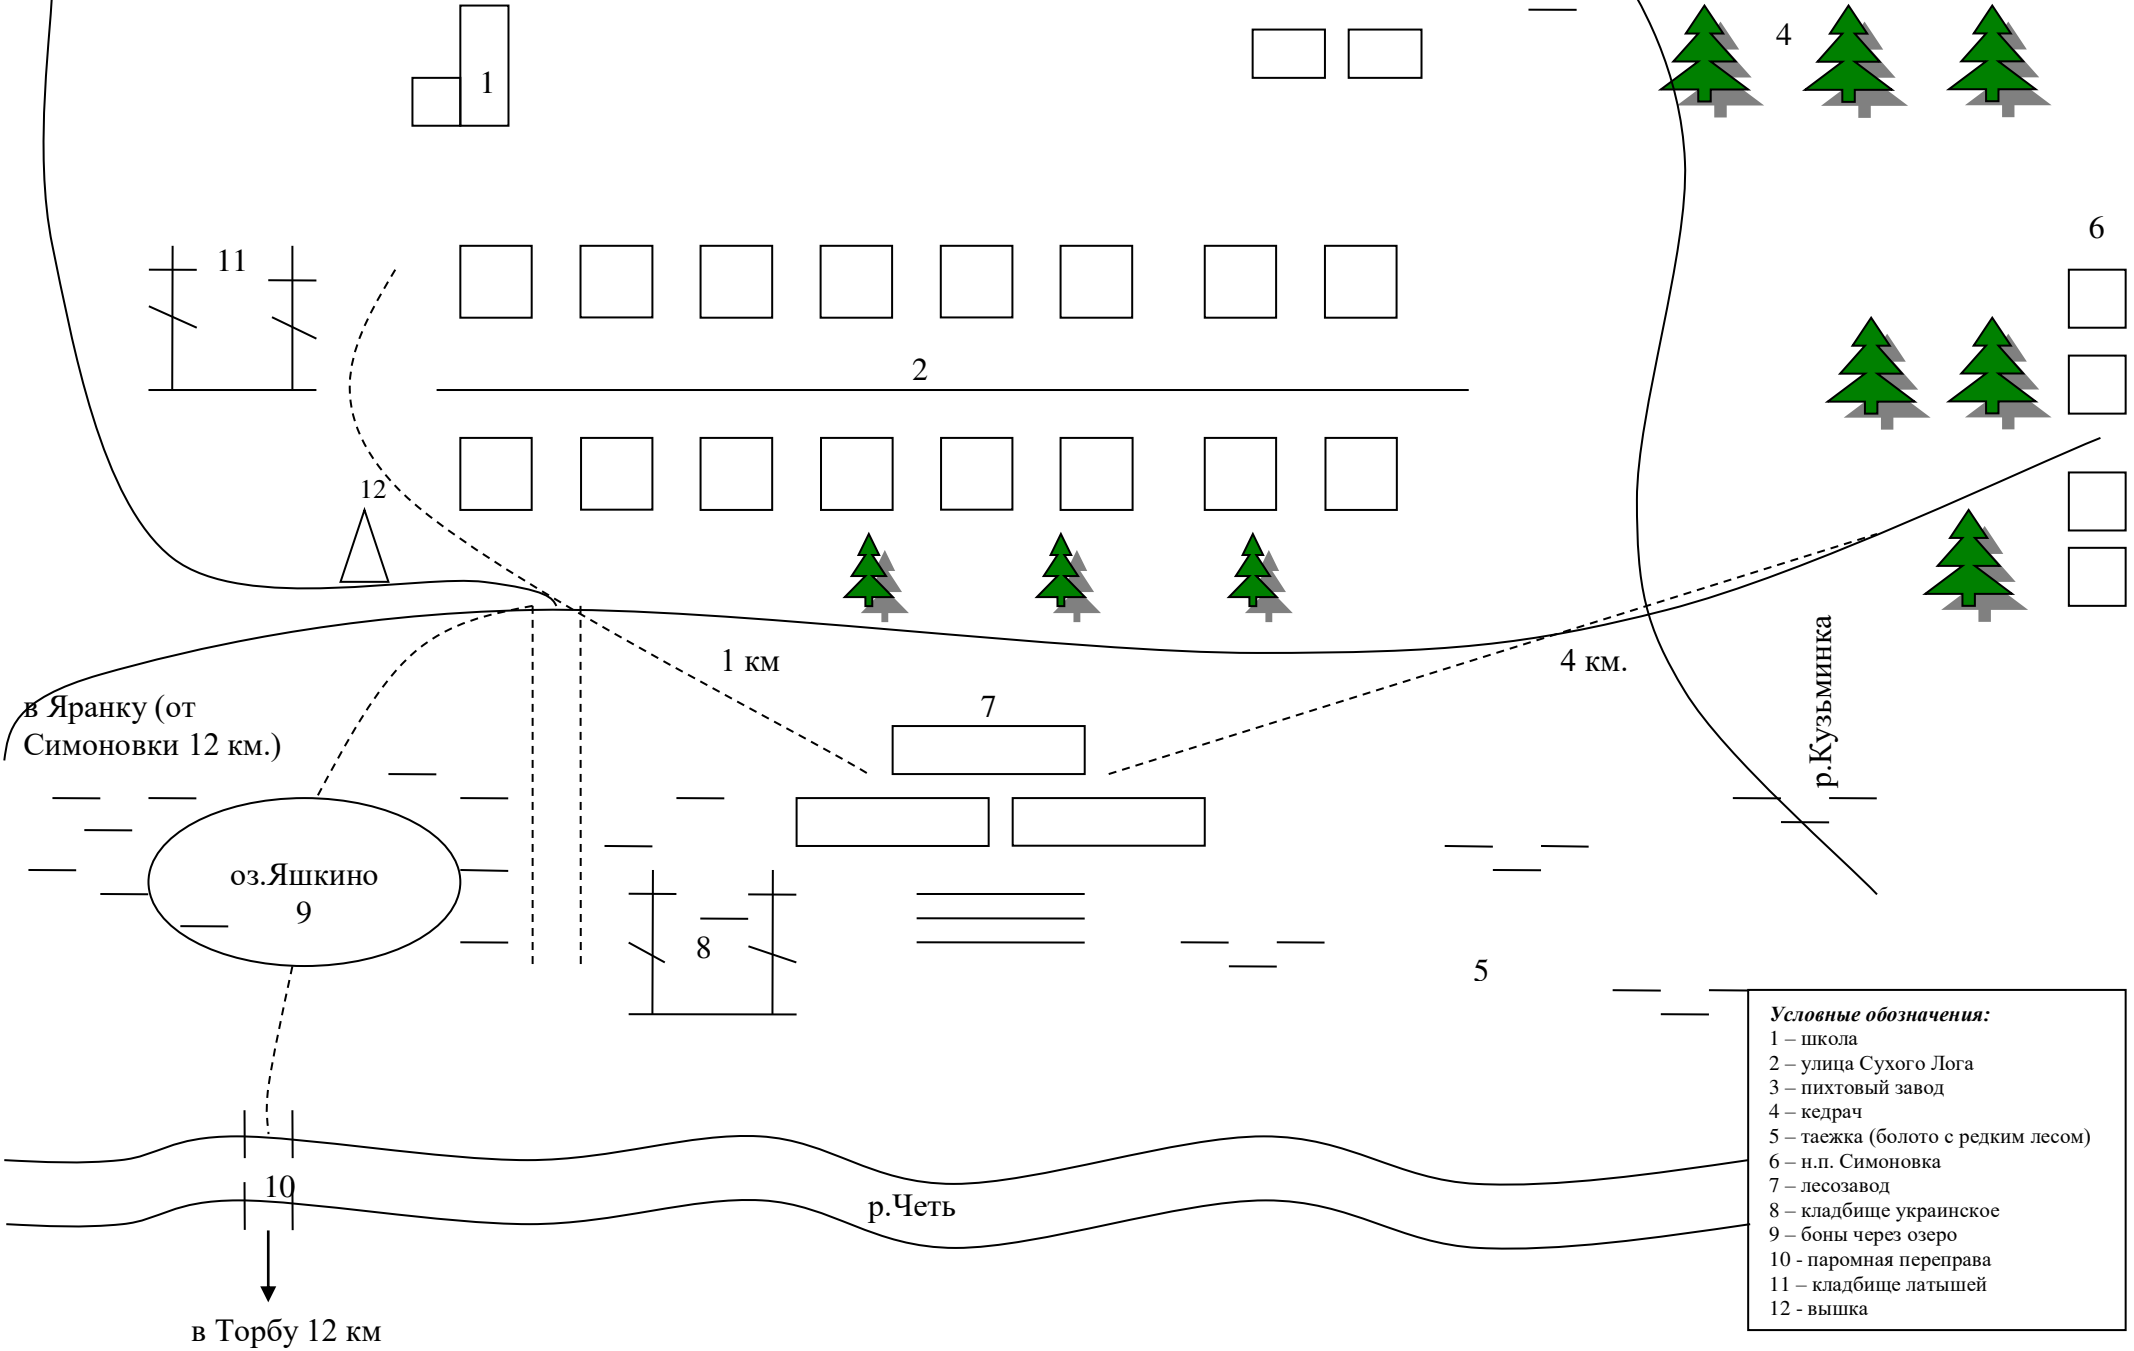 4
1
6
11
2
12
1 км
4 км.
в Яранку (от
Симоновки 12 км.)
7
р.Кузьминка
оз.Яшкино
9
8
5
10
р.Четь
в Торбу 12 км
Условные обозначения:
1 – школа
2 – улица Сухого Лога
3 – пихтовый завод
4 – кедрач
5 – таежка (болото с редким лесом)
6 – н.п. Симоновка
7 – лесозавод
8 – кладбище украинское
9 – боны через озеро
10 - паромная переправа
11 – кладбище латышей
12 - вышка